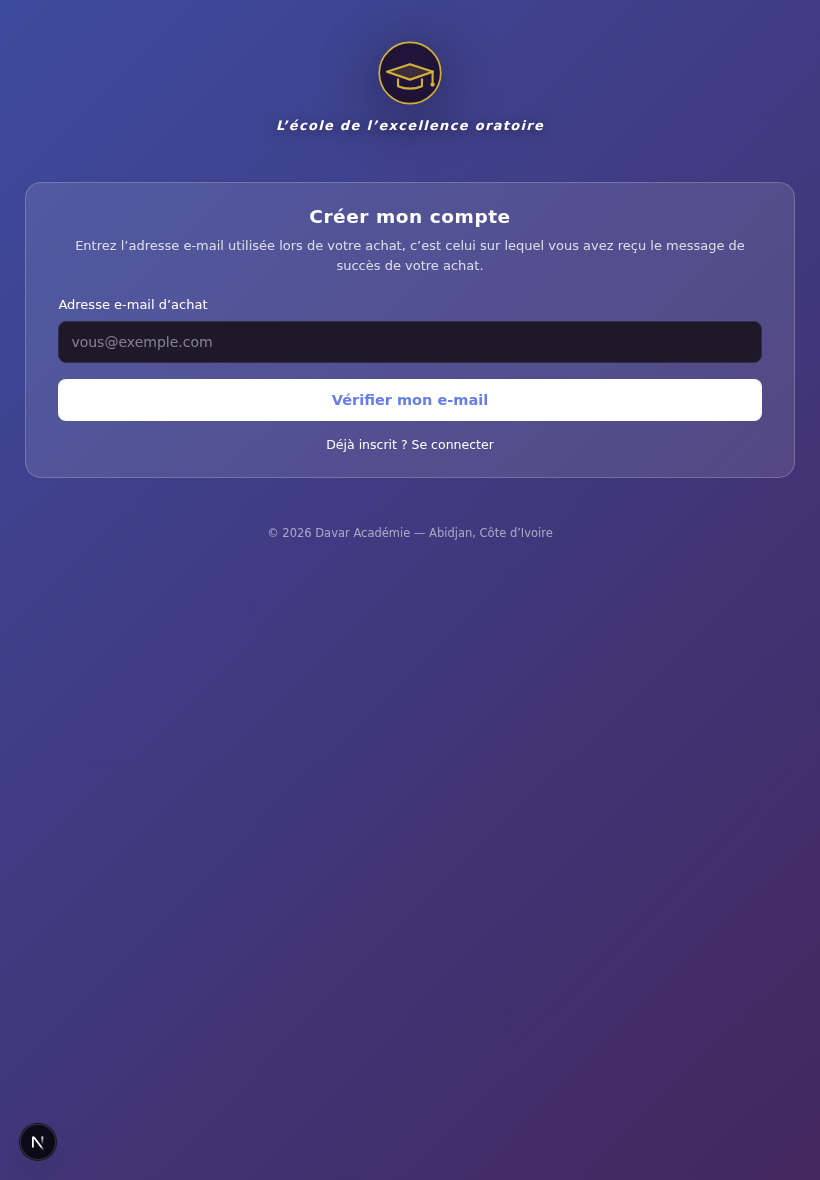 L’école de l’excellence oratoire
Créer mon compte
Entrez l’adresse e-mail utilisée lors de votre achat, c’est celui sur lequel vous avez reçu le message de
succès de votre achat.
Adresse e-mail d’achat
vous@exemple.com
Vérifier mon e-mail
Déjà inscrit ? Se connecter
© 2026 Davar Académie — Abidjan, Côte d’Ivoire
N